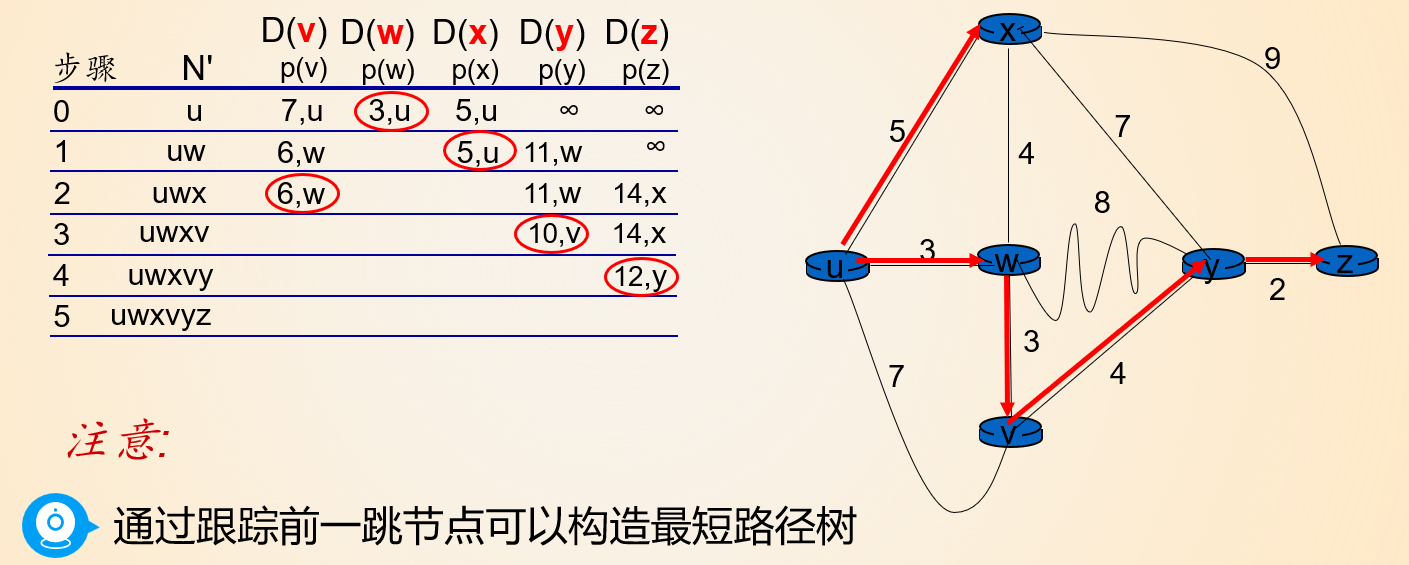 D(v) D(w) D(x) D(y) D(z)
步骤 N' p(v) p(w) p(x) p(y) p(z)
0 u 7,u 3,u 5,u ∞ ∞
1 uw 6,w 5,u 11,w ∞
2 uwx 6,w 11,w 14,x
3 uwxv 10,v 14,x
4 uwxvy 12,y
5 uwxvyz
注意:
通过跟踪前一跳节点可以构造最短路径树
x
9
5
7
4
8
3
u
w
y
z
2
3
7
4
v